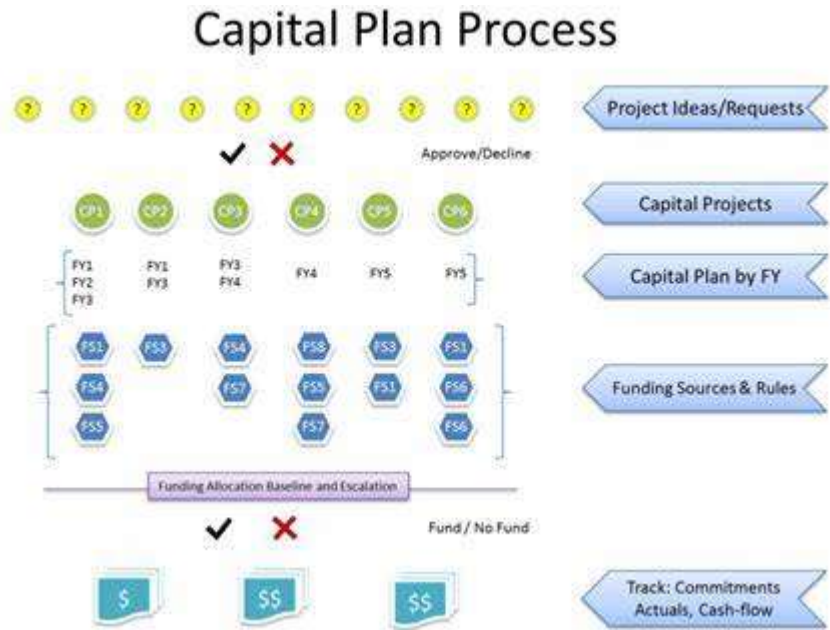 Capital Plan Process
? ? ? ? ? ? ? ? ? ?
Project Ideas/Requests
Approve/Decline
CP1 CP2 CP3 CP4 CP5 CP6
Capital Projects
FY1 FY1 FY3 FY4 FY5 FY5
FY2 FY3 FY4
FY3
Capital Plan by FY
FS1 FS3 FS4 FS8 FS3 FS1
FS4 FS7 FS5 FS1 FS6
FS5 FS7 FS6
Funding Sources & Rules
Funding Allocation Baseline and Escalation
Fund / No Fund
$ $$ $$
Track: Commitments
Actuals, Cash-flow